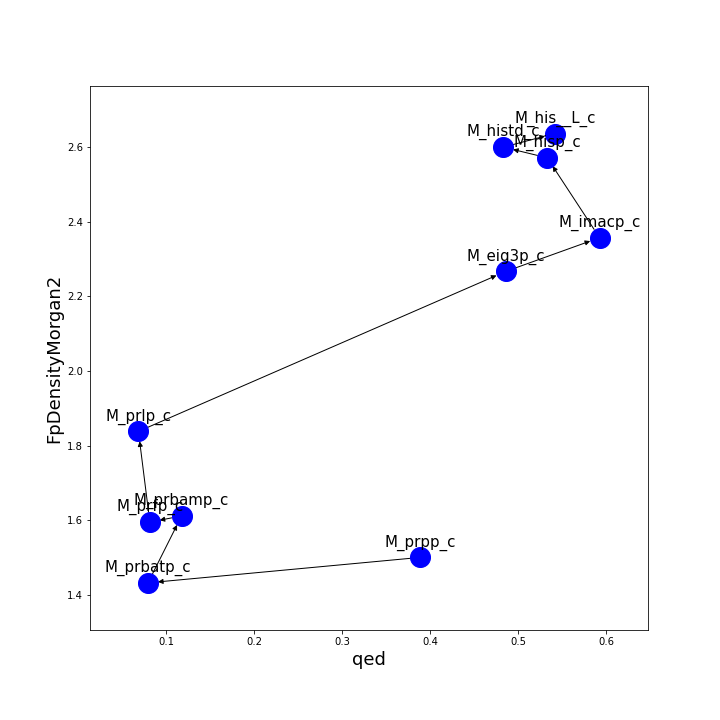 M_his__L_c
M_histd_c
M_hisp_c
M_imacp_c
M_eig3p_c
M_prlp_c
M_prbamp_c
M_prfp_c
M_prpp_c
M_prbatp_c
2.6
2.4
2.2
2.0
1.8
1.6
1.4
FpDensityMorgan2
0.1 0.2 0.3 0.4 0.5 0.6
qed